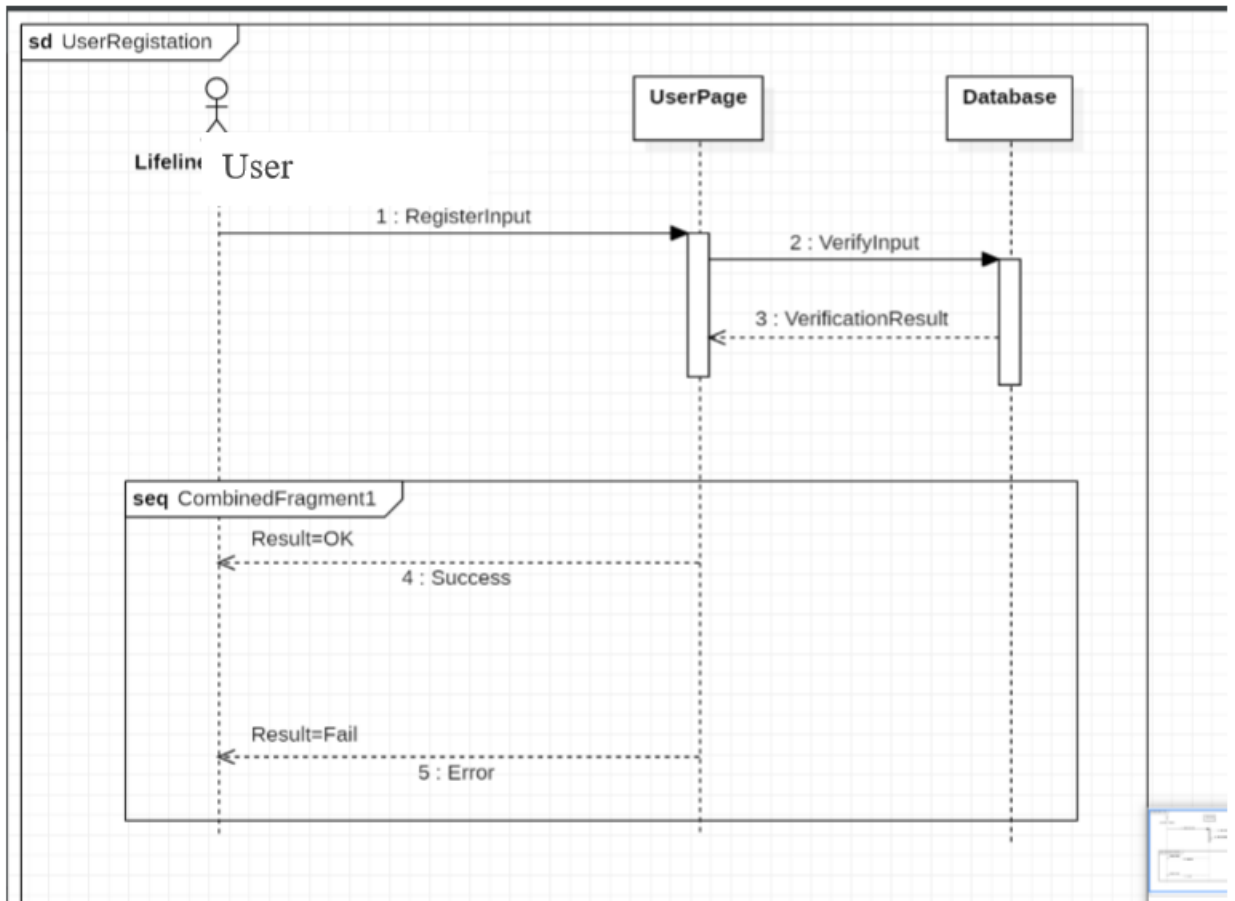 sd UserRegistation
UserPage
Database
Lifeline User
1 : RegisterInput
2 : VerifyInput
3 : VerificationResult
seq CombinedFragment1
Result=OK
4 : Success
Result=Fail
5 : Error